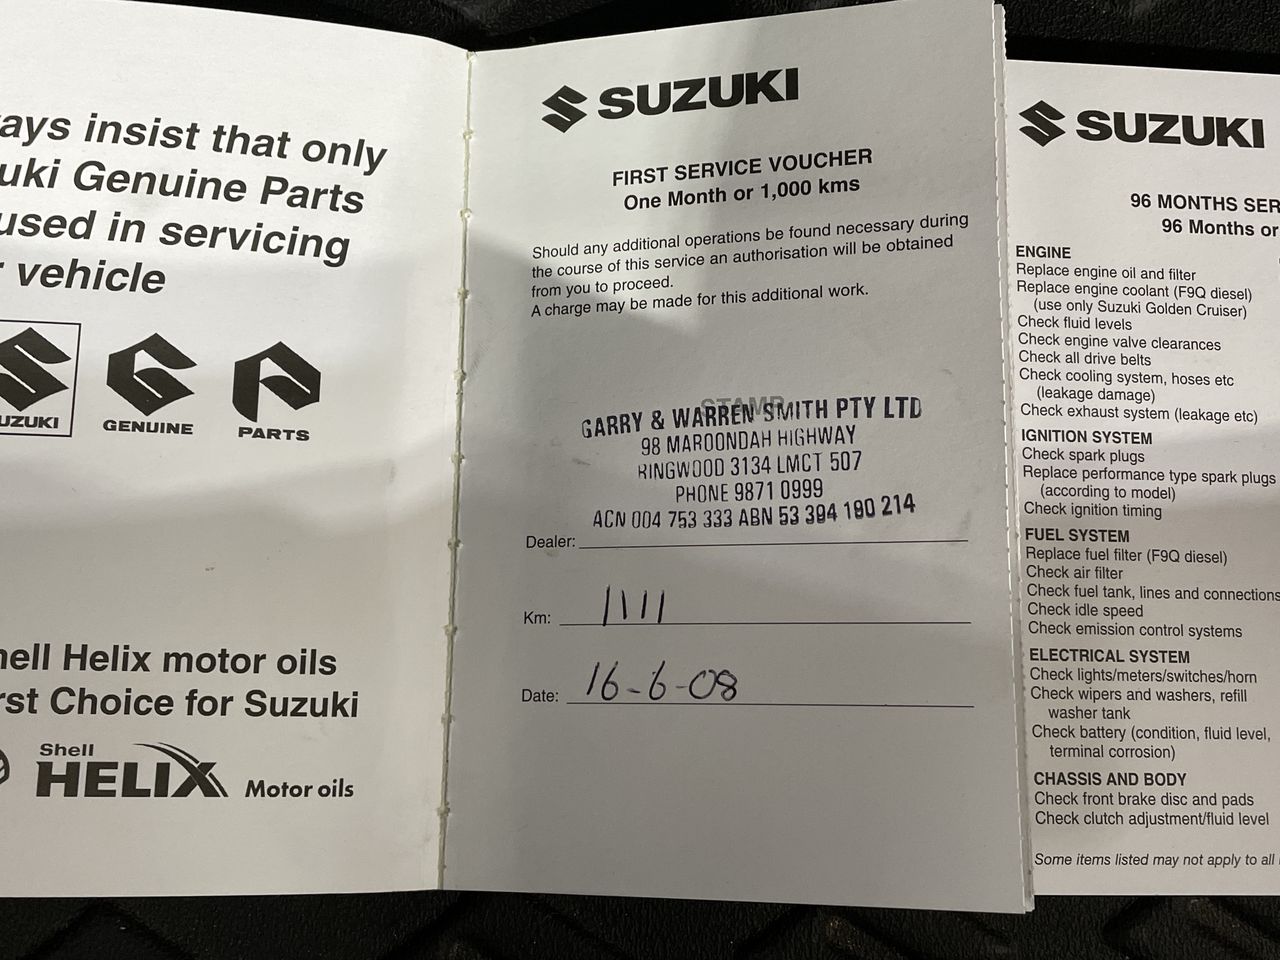 ays insist that only
uki Genuine Parts
used in servicing
vehicle
UZUKI
GENUINE
PARTS
hell Helix motor oils
rst Choice for Suzuki
Shell
HELIX Motor oils
SUZUKI
FIRST SERVICE VOUCHER
One Month or 1,000 kms
Should any additional operations be found necessary during
the course of this service an authorisation will be obtained
from you to proceed.
A charge may be made for this additional work.
STAMP
GARRY & WARREN SMITH PTY LTD
98 MAROONDAH HIGHWAY
RINGWOOD 3134 LMCT 507
PHONE 9871 0999
ACN 004 753 333 ABN 53 394 190 214
Dealer:
Km: 1111
Date: 16-6-08
SUZUKI
96 MONTHS SER
96 Months or
ENGINE
Replace engine oil and filter
Replace engine coolant (F9Q diesel)
(use only Suzuki Golden Cruiser)
Check fluid levels
Check engine valve clearances
Check all drive belts
Check cooling system, hoses etc
(leakage damage)
Check exhaust system (leakage etc)
IGNITION SYSTEM
Check spark plugs
Replace performance type spark plugs
(according to model)
Check ignition timing
FUEL SYSTEM
Replace fuel filter (F9Q diesel)
Check air filter
Check fuel tank, lines and connections
Check idle speed
Check emission control systems
ELECTRICAL SYSTEM
Check lights/meters/switches/horn
Check wipers and washers, refill
washer tank
Check battery (condition, fluid level,
terminal corrosion)
CHASSIS AND BODY
Check front brake disc and pads
Check clutch adjustment/fluid level
Some items listed may not apply to all